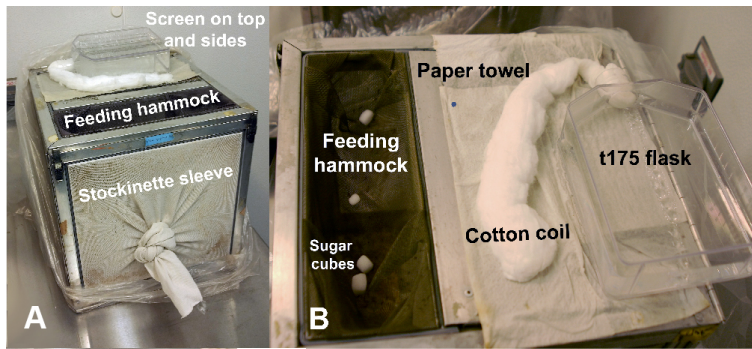 Screen on top
and sides
Feeding hammock
Stockinette sleeve
A
Paper towel
Feeding
hammock
t175 flask
Sugar
cubes
Cotton coil
B